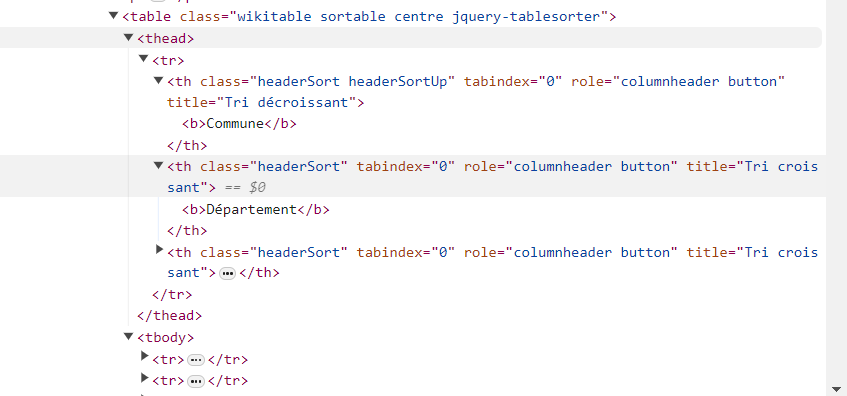 <table class="wikitable sortable centre jquery-tablesorter">
<thead>
<tr>
<th class="headerSort headerSortUp" tabindex="0" role="columnheader button"
title="Tri décroissant">
<b>Commune</b>
</th>
<th class="headerSort" tabindex="0" role="columnheader button" title="Tri crois
sant"> == $0
<b>Département</b>
</th>
<th class="headerSort" tabindex="0" role="columnheader button" title="Tri crois
sant">…</th>
</tr>
</thead>
<tbody>
<tr>…</tr>
<tr>…</tr>